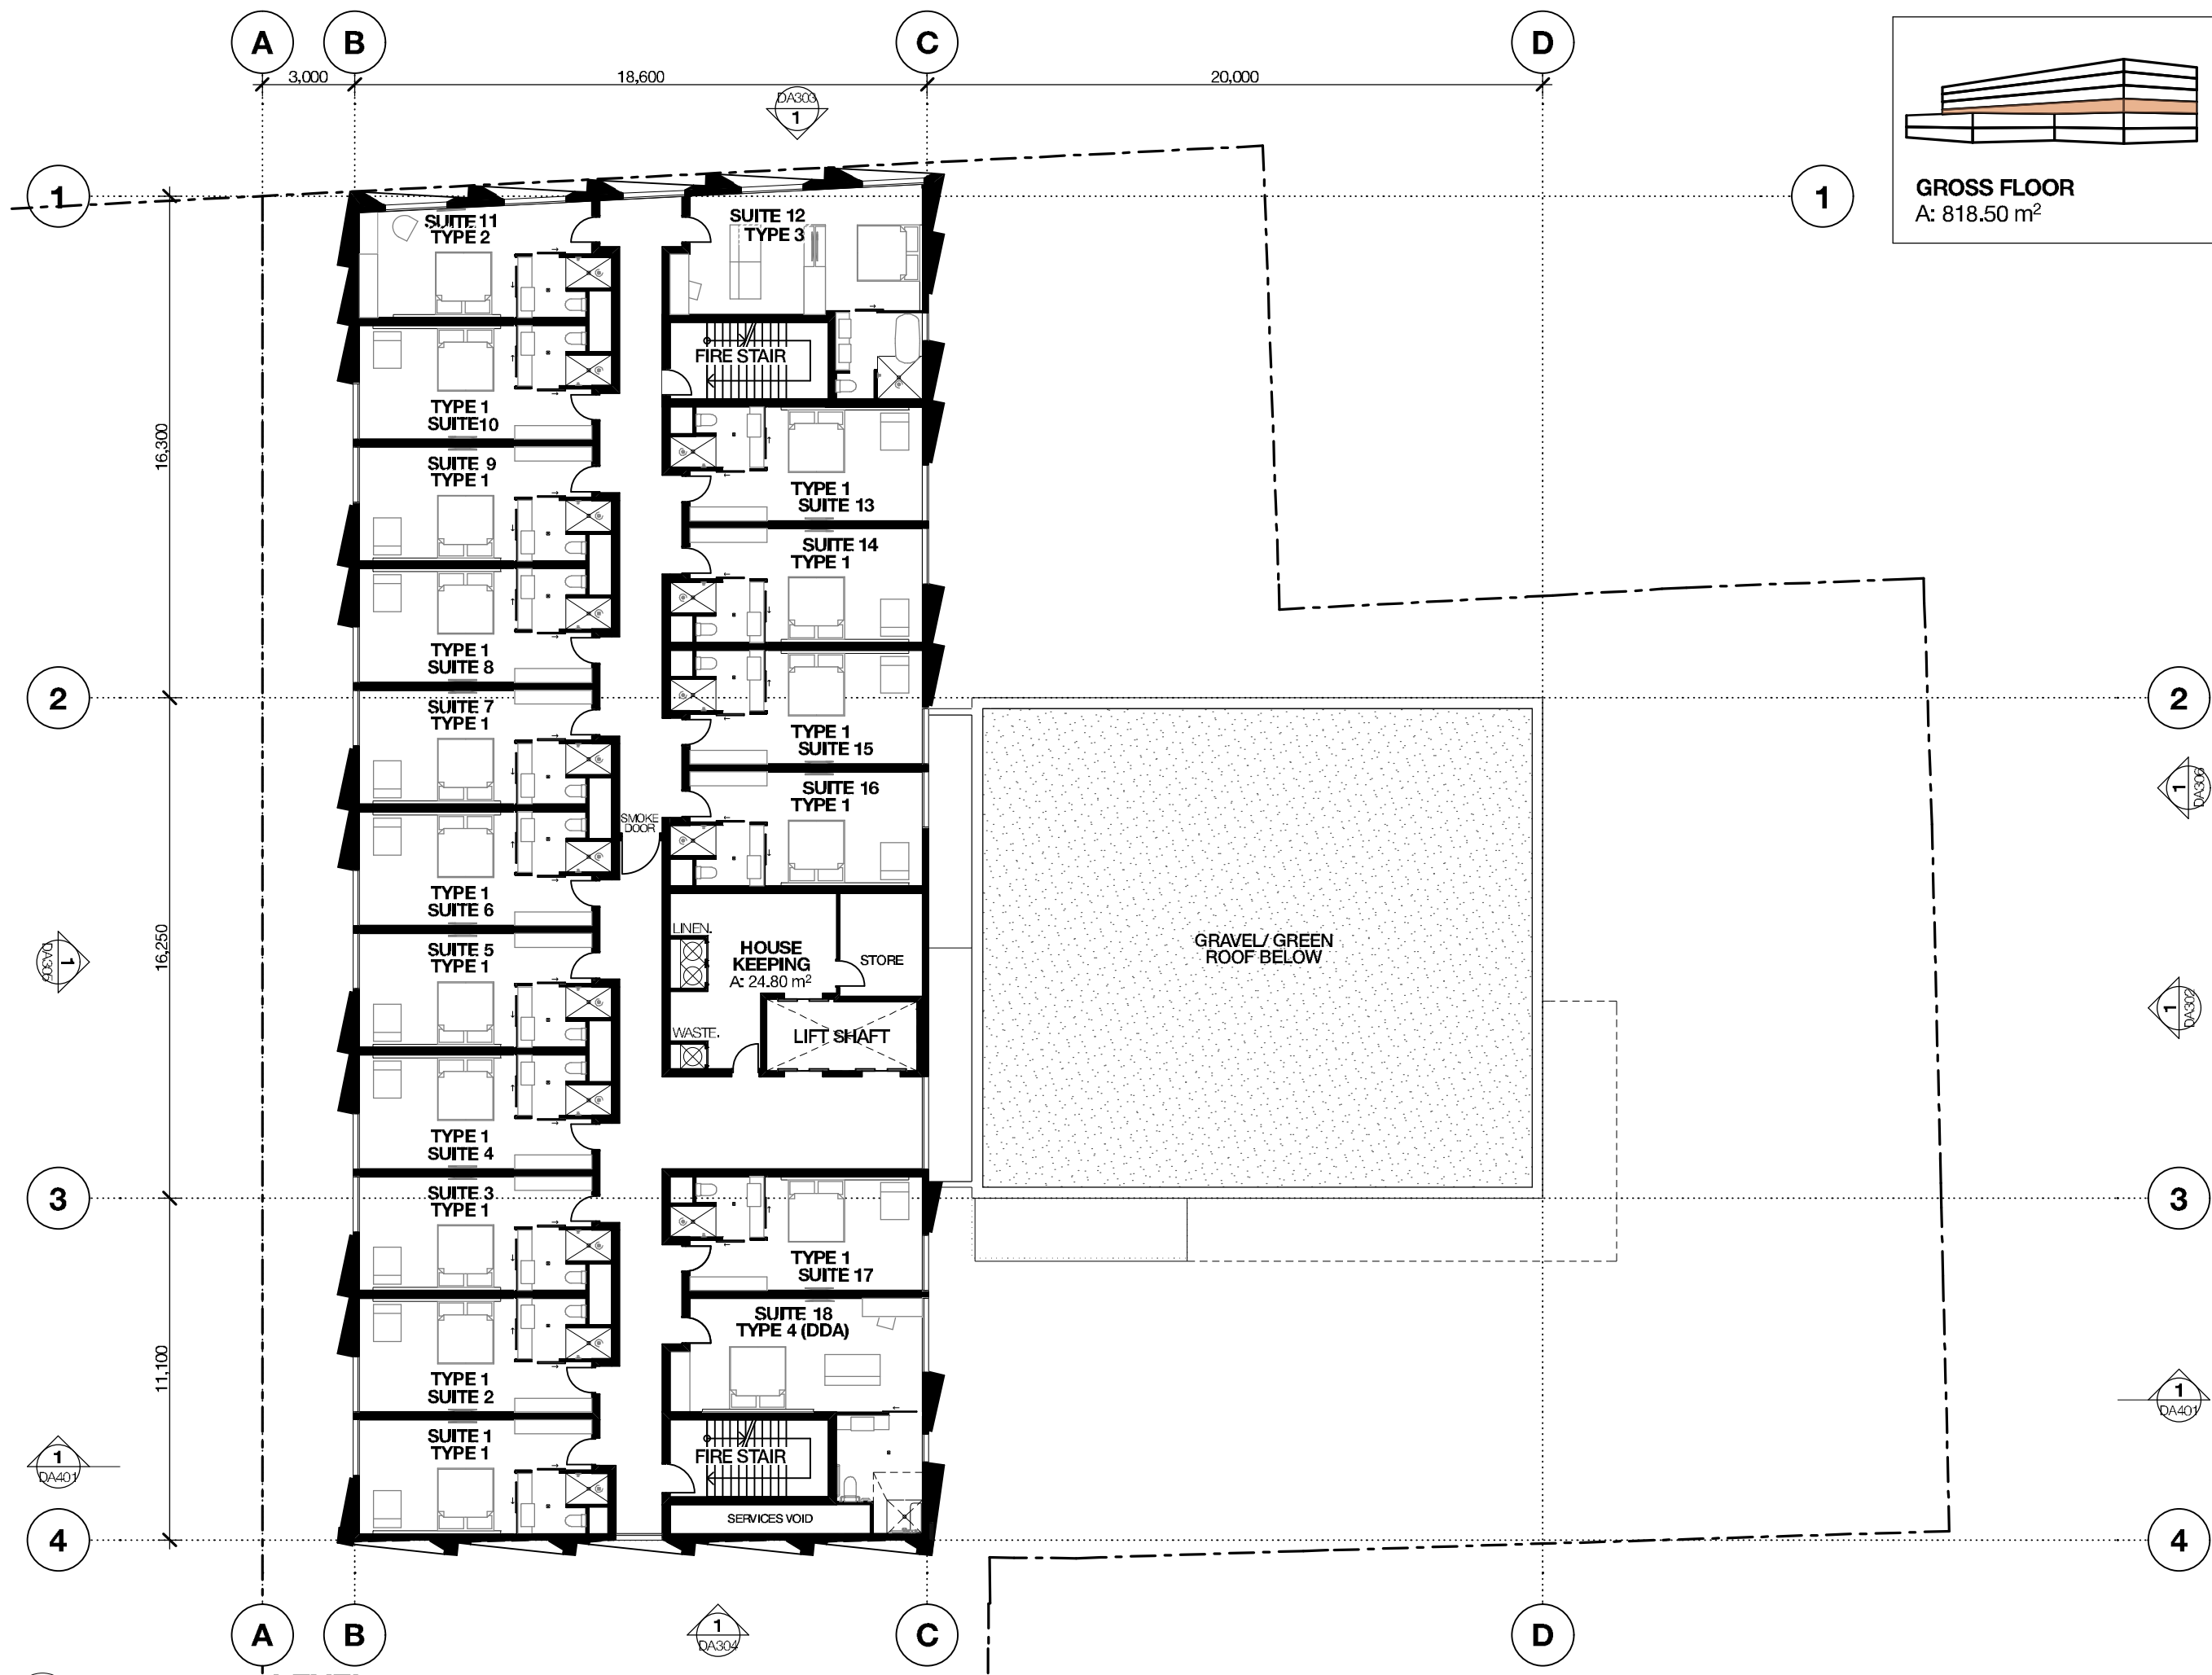 A
B
C
D
3,000
18,600
20,000
DA303
1
GROSS FLOOR
A: 818.50 m²
1
1
SUITE 11
TYPE 2
SUITE 12
TYPE 3
FIRE STAIR
TYPE 1
SUITE10
16,300
SUITE 9
TYPE 1
TYPE 1
SUITE 13
SUITE 14
TYPE 1
TYPE 1
SUITE 8
2
2
SUITE 7
TYPE 1
TYPE 1
SUITE 15
SUITE 16
TYPE 1
1
DA306
SMOKE
DOOR
TYPE 1
SUITE 6
16,250
LINEN.
HOUSE
KEEPING
A: 24.80 m²
STORE
GRAVEL/ GREEN
ROOF BELOW
SUITE 5
TYPE 1
1
DA305
1
DA302
WASTE.
LIFT SHAFT
TYPE 1
SUITE 4
3
3
SUITE 3
TYPE 1
TYPE 1
SUITE 17
SUITE 18
TYPE 4 (DDA)
11,100
TYPE 1
SUITE 2
1
DA401
SUITE 1
TYPE 1
FIRE STAIR
1
DA401
SERVICES VOID
4
4
A
B
C
D
1
DA304